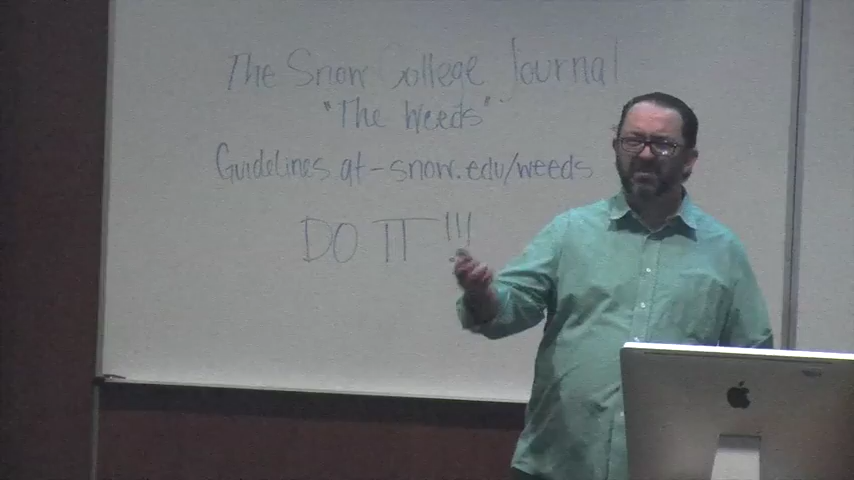 The Snow College Journal
"The Weeds"
Guidelines at - snow.edu/weeds
DO IT !!!